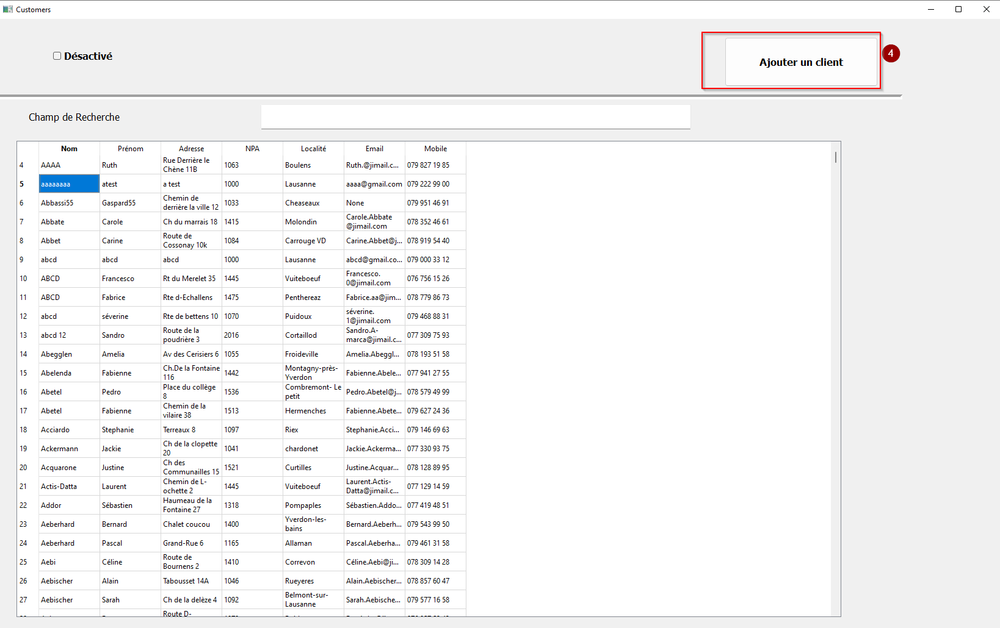 Customers
Désactivé
Ajouter un client
4
Champ de Recherche
Nom Prénom Adresse NPA Localité Email Mobile
4 AAAA Ruth Rue Derrière le Chène 11B 1063 Boulens Ruth.@jimail.c... 079 827 19 85
5 aaaaaaaa atest a test 1000 Lausanne aaaa@gmail.com 079 222 99 00
6 Abbassi55 Gaspard55 Chemin de derrière la ville 12 1033 Cheaseaux None 079 951 46 91
7 Abbate Carole Ch du marrais 18 1415 Molondin Carole.Abbate @jimail.com 078 352 46 61
8 Abbet Carine Route de Cossonay 10k 1084 Carrouge VD Carine.Abbet@j... 078 919 54 40
9 abcd abcd abcd 1000 Lausanne abcd@gmail.co... 079 000 33 12
10 ABCD Francesco Rt du Merelet 35 1445 Vuiteboeuf Francesco. 0@jimail.com 076 756 15 26
11 ABCD Fabrice Rte d-Echallens 1475 Penthereaz Fabrice.aa@jim... 078 779 86 73
12 abcd séverine Rte de bettens 10 1070 Puidoux séverine. 1@jimail.com 079 468 88 31
13 abcd 12 Sandro Route de la poudrière 3 2016 Cortaillod Sandro.A-marca@jimail.c... 077 309 75 93
14 Abegglen Amelia Av des Cerisiers 6 1055 Froideville Amelia.Abeggl... 078 193 51 58
15 Abelenda Fabienne Ch.De la Fontaine 116 1442 Montagny-près-Yverdon Fabienne.Abele... 077 941 27 55
16 Abetel Pedro Place du collège 8 1536 Combremont- Le petit Pedro.Abetel@j... 078 579 49 99
17 Abetel Fabienne Chemin de la vilaire 38 1513 Hermenches Fabienne.Abete... 079 627 24 36
18 Acciardo Stephanie Terreaux 8 1097 Riex Stephanie.Acci... 079 146 69 63
19 Ackermann Jackie Ch de la clopette 20 1041 chardonet Jackie.Ackerma... 077 330 93 75
20 Acquarone Justine Ch des Communailles 15 1521 Curtilles Justine.Acquar... 078 128 89 95
21 Actis-Datta Laurent Chemin de L-ochette 2 1445 Vuiteboeuf Laurent.Actis-Datta@jimail.c... 077 129 14 59
22 Addor Sébastien Haumeau de la Fontaine 27 1318 Pompaples Sébastien.Addo... 077 419 48 51
23 Aeberhard Bernard Chalet coucou 1400 Yverdon-les-bains Bernard.Aeberh... 079 543 99 50
24 Aeberhard Pascal Grand-Rue 6 1165 Allaman Pascal.Aeberha... 079 461 31 58
25 Aebi Céline Route de Bournens 2 1410 Correvon Céline.Aebi@ji... 078 309 14 28
26 Aebischer Alain Tabousset 14A 1046 Rueyeres Alain.Aebischer... 078 857 60 47
27 Aebischer Sarah Ch de la delèze 4 1092 Belmont-sur-Lausanne Sarah.Aebische... 079 577 16 58
Route D-